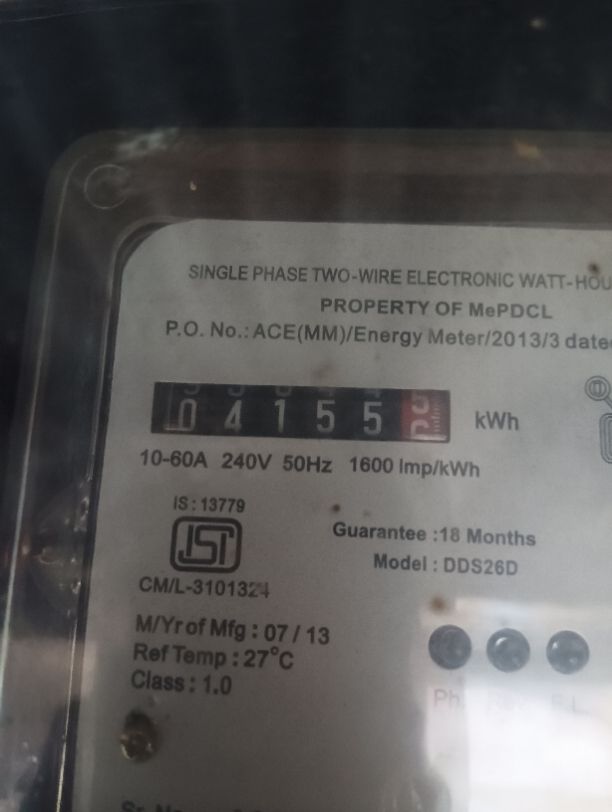 SINGLE PHASE TWO-WIRE ELECTRONIC WATT-HOU
PROPERTY OF MePDCL
P.O. No.: ACE(MM)/Energy Meter/2013/3 date
04155 kWh
10-60A 240V 50Hz 1600 Imp/kWh
IS : 13779
ISI
CM/L-3101324
Guarantee :18 Months
Model : DDS26D
M/Yr of Mfg : 07 / 13
Ref Temp : 27°C
Class : 1.0
Ph.